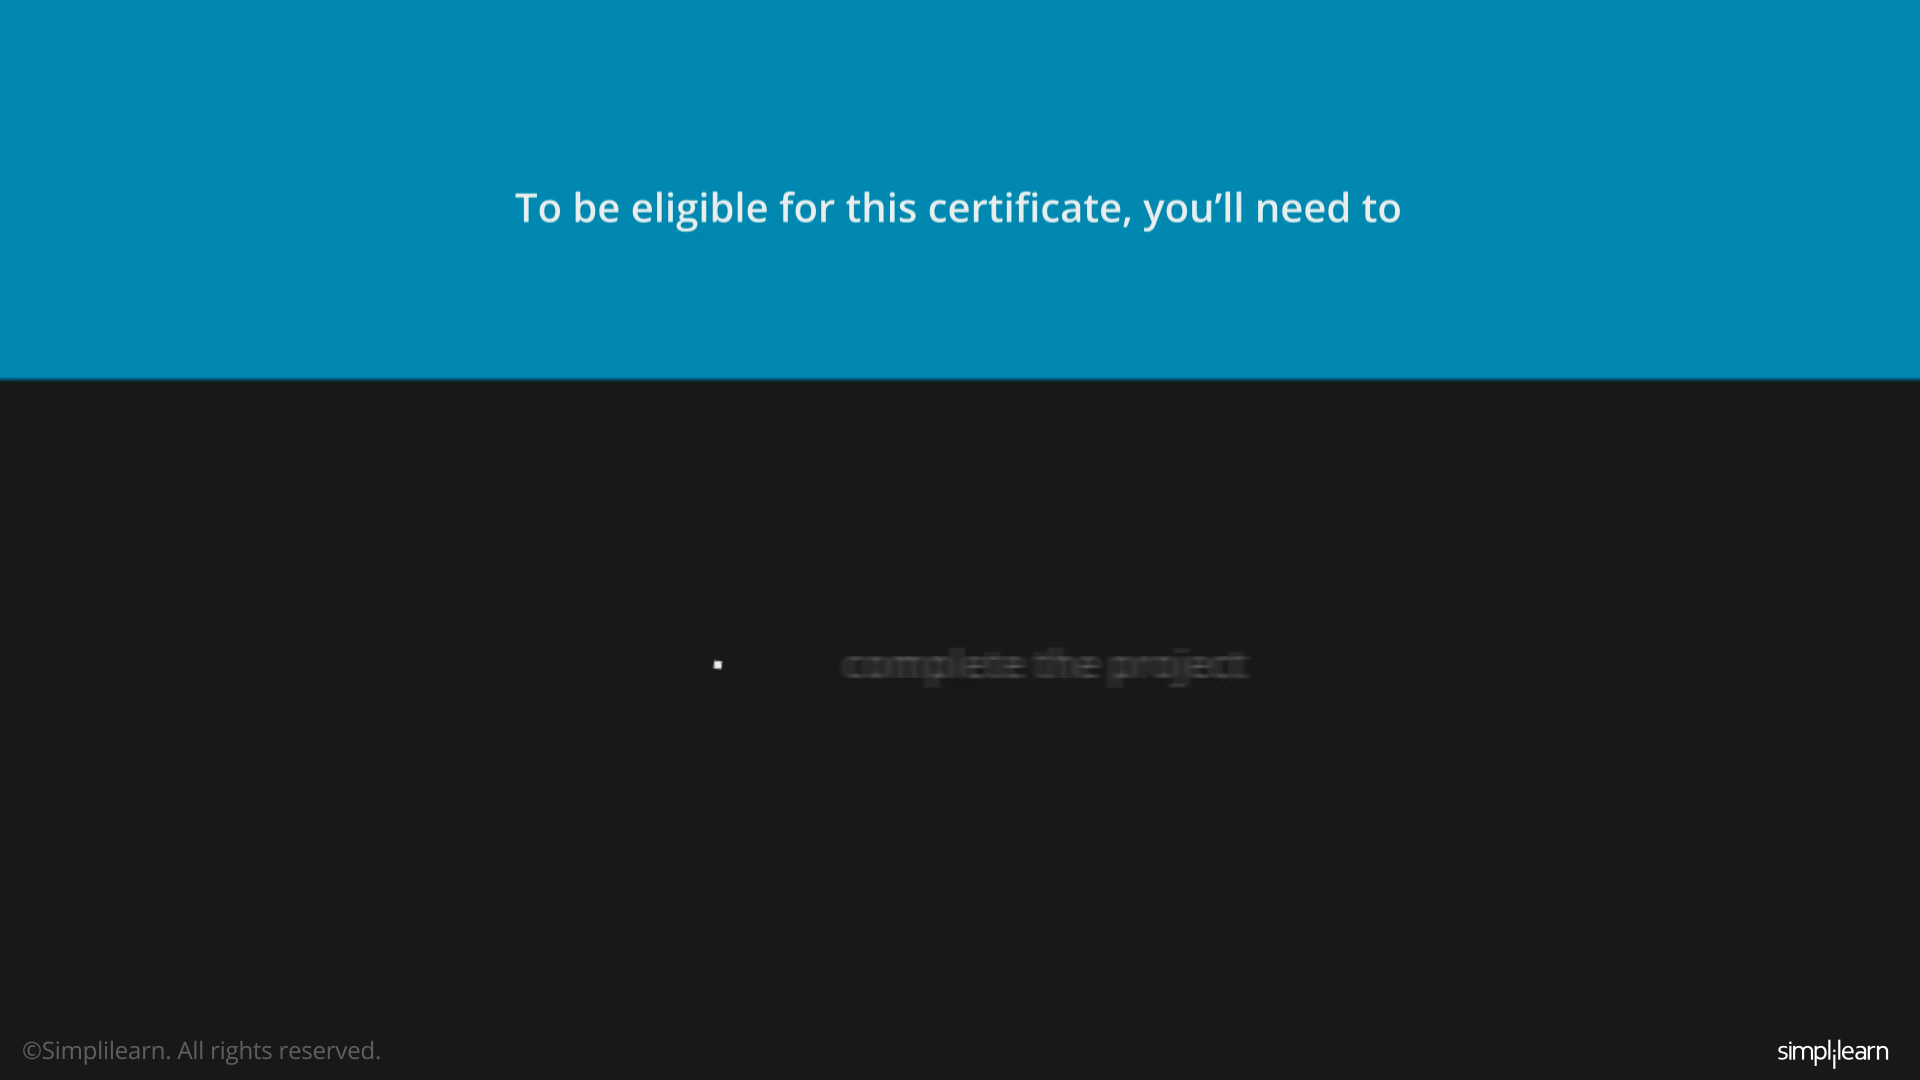 To be eligible for this certificate, you’ll need to
complete the project
©Simplilearn. All rights reserved.
simplilearn